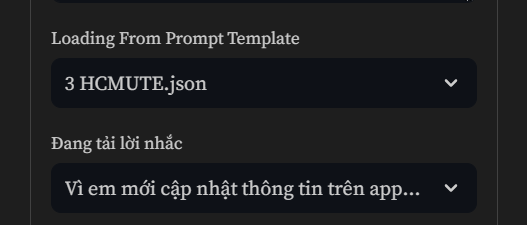 Loading From Prompt Template
3 HCMUTE.json
Đang tải lời nhắc
Vì em mới cập nhật thông tin trên app...